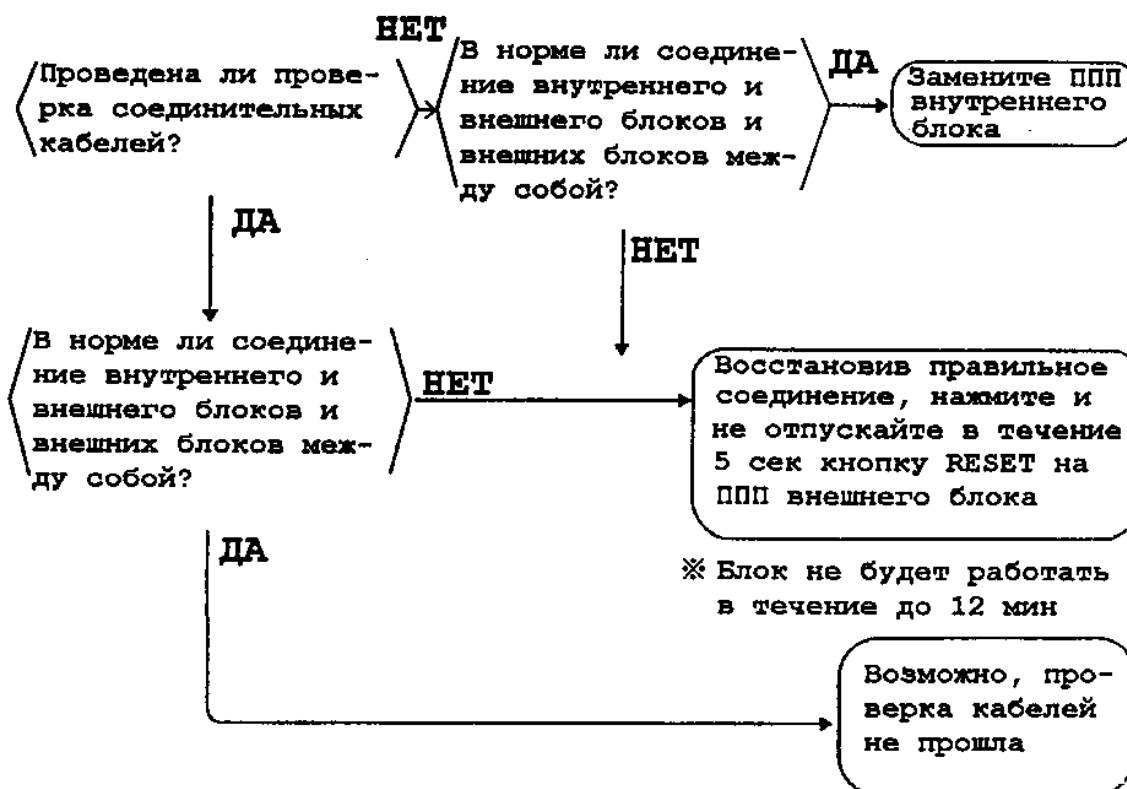 НЕТ
Проведена ли прове-
рка соединительных
кабелей?
В норме ли соедине-
ние внутреннего и
внешнего блоков и
внешних блоков меж-
ду собой?
ДА
Замените ППП
внутреннего
блока
ДА
НЕТ
В норме ли соедине-
ние внутреннего и
внешнего блоков и
внешних блоков меж-
ду собой?
НЕТ
Восстановив правильное
соединение, нажмите и
не отпускайте в течение
5 сек кнопку RESET на
ППП внешнего блока
ДА
※ Блок не будет работать
в течение до 12 мин
Возможно, про-
верка кабелей
не прошла